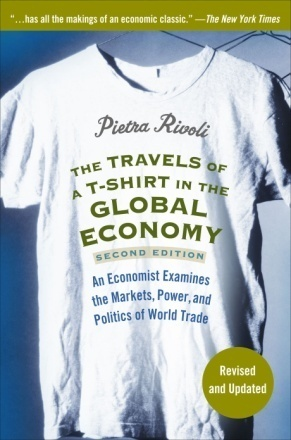 “...has all the makings of an economic classic.” —The New York Times
Pietra Rivoli
THE TRAVELS OF
A T-SHIRT IN THE
GLOBAL
ECONOMY
SECOND EDITION
An Economist Examines
the Markets, Power, and
Politics of World Trade
Revised
and Updated